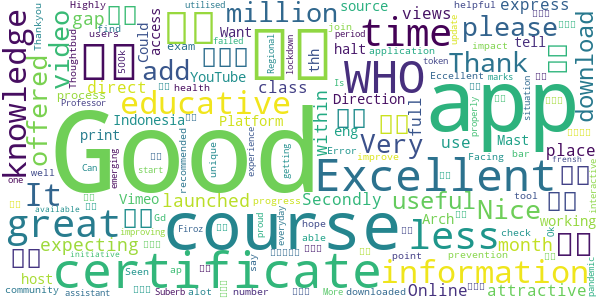 Good
app
course
Excellent
certificate
WHO
time
great
less
information
educative
knowledge
offered
video
million
please
Thank
Very
useful
Nice
It
add
download
gap
direct
YouTube
class
within
views
express
source
halt
tell
Direction
full
eng
use
Mast
place
Indonesia
Platform
print
Vimeo
launched
Secondly
expecting
host
month
Online
attractive
working
Arch
thh
Could
access
Want
exam
press
users
Professor
Can
one
well
available
community
assistant
emerging
start
improving
initiative
Seen
ap
Suberb
alot
number
Firoz
Gd
say
progress
More
proud
hope
able
everyday
downloaded
point
check
prevention
tool
Ok
situation
pandemic
interactive
frensh
bar
Facing
Error
Is
improve
properly
token
marks
Eccellent
impact
application
period
failed
join
update
helpful
find
Highly
Thankyou
utilised
Thoughtbud
500k
health
Regional
lockdown
recommended
unique
experience
getting